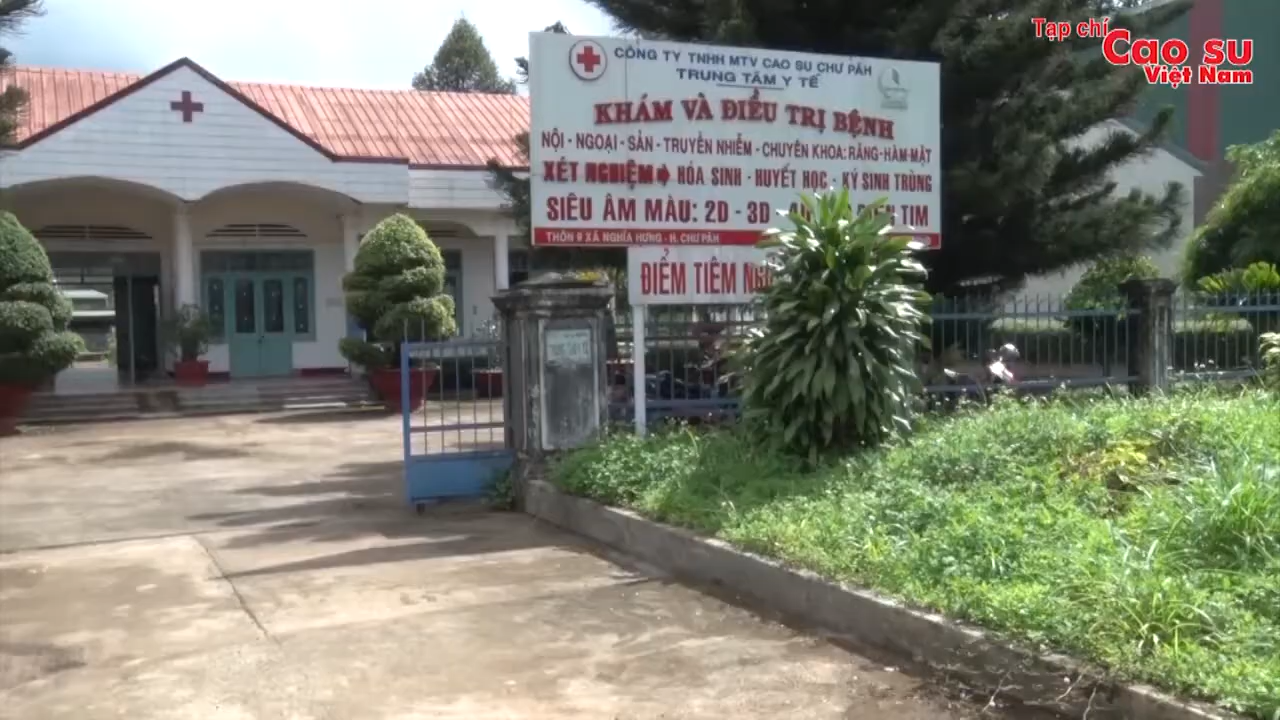 Tạp chí
Cao su
Việt Nam
CÔNG TY TNHH MTV CAO SU CHƯ PĂH
TRUNG TÂM Y TẾ
KHÁM VÀ ĐIỀU TRỊ BỆNH
NỘI - NGOẠI - SẢN - TRUYỀN NHIỄM - CHUYÊN KHOA: RĂNG-HÀM-MẶT
XÉT NGHIỆM HÓA SINH - HUYẾT HỌC - KÝ SINH TRÙNG
SIÊU ÂM MÀU: 2D - 3D - TIM
THÔN 9 XÃ NGHĨA HƯNG - H. CHƯ PĂH
ĐIỂM TIÊM